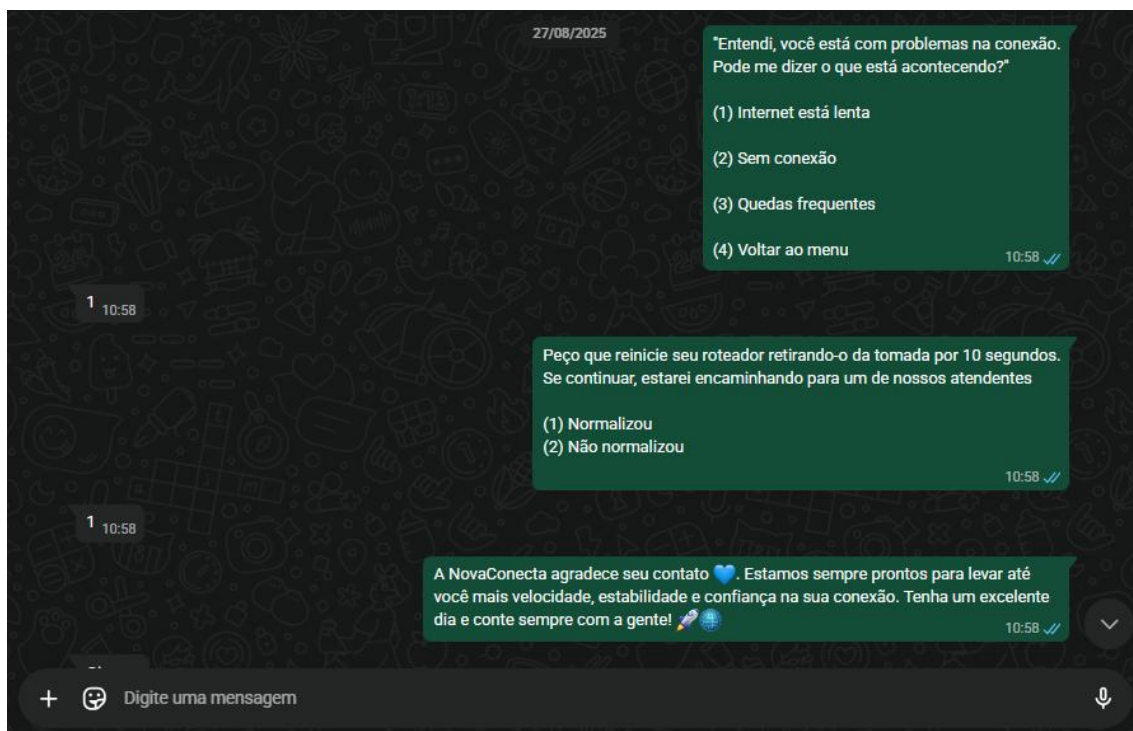 27/08/2025
"Entendi, você está com problemas na conexão.
Pode me dizer o que está acontecendo?"
(1) Internet está lenta
(2) Sem conexão
(3) Quedas frequentes
(4) Voltar ao menu
10:58
1 10:58
Peço que reinicie seu roteador retirando-o da tomada por 10 segundos.
Se continuar, estarei encaminhando para um de nossos atendentes
(1) Normalizou
(2) Não normalizou
10:58
1 10:58
A NovaConecta agradece seu contato 💙. Estamos sempre prontos para levar até
você mais velocidade, estabilidade e confiança na sua conexão. Tenha um excelente
dia e conte sempre com a gente! 🚀🌐
10:58
Digite uma mensagem